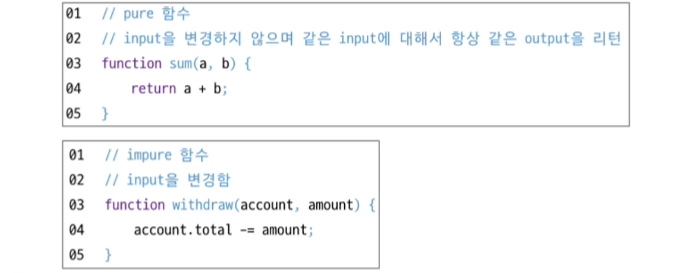 01 // pure 함수
02 // input을 변경하지 않으며 같은 input에 대해서 항상 같은 output을 리턴
03 function sum(a, b) {
04     return a + b;
05 }
01 // impure 함수
02 // input을 변경함
03 function withdraw(account, amount) {
04     account.total -= amount;
05 }